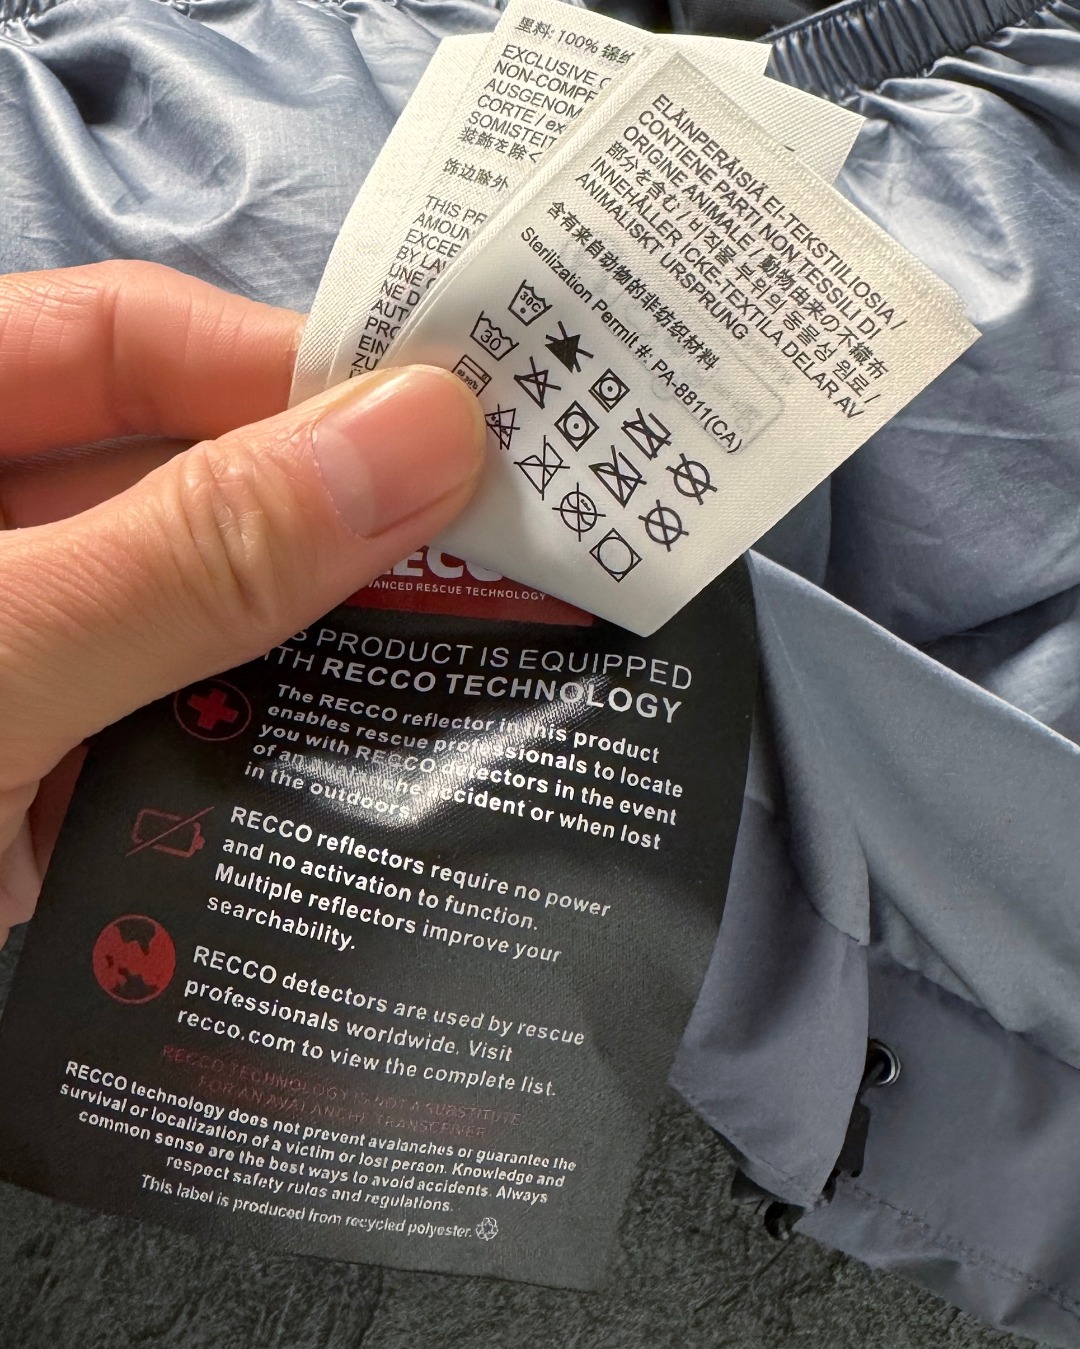 里料: 100% 锦纶
EXCLUSIVE
NON-COMPR
AUSGENOM
CORTE / ex
SOMISTEIT
装飾を除く
饰边除外
THIS PR
AMOUN
EXCEE
BY LA
UNE
NE D
AUT
PRO
EIN
ZU
ELÄINPERÄISIÄ EI-TEKSTIILIOSIA /
CONTIENE PARTI NON TESSILI DI
ORIGINE ANIMALE / 動物由来の不織布
部分を含む / 비직물 부위의 동물성 원료 /
INNEHÅLLER ICKE-TEXTILA DELAR AV
ANIMALISKT URSPRUNG
含有来自动物的非纺织材料
Sterilization Permit #: PA-8811(CA)
30C
30
VANCED RESCUE TECHNOLOGY
S PRODUCT IS EQUIPPED
ITH RECCO TECHNOLOGY
The RECCO reflector in this product
enables rescue professionals to locate
you with RECCO detectors in the event
of an avalanche accident or when lost
in the outdoors.
RECCO reflectors require no power
and no activation to function.
Multiple reflectors improve your
searchability.
RECCO detectors are used by rescue
professionals worldwide. Visit
recco.com to view the complete list.
RECCO TECHNOLOGY IS NOT A SUBSTITUTE
FOR AN AVALANCHE TRANSCEIVER
RECCO technology does not prevent avalanches or guarantee the
survival or localization of a victim or lost person. Knowledge and
common sense are the best ways to avoid accidents. Always
respect safety rules and regulations.
This label is produced from recycled polyester.